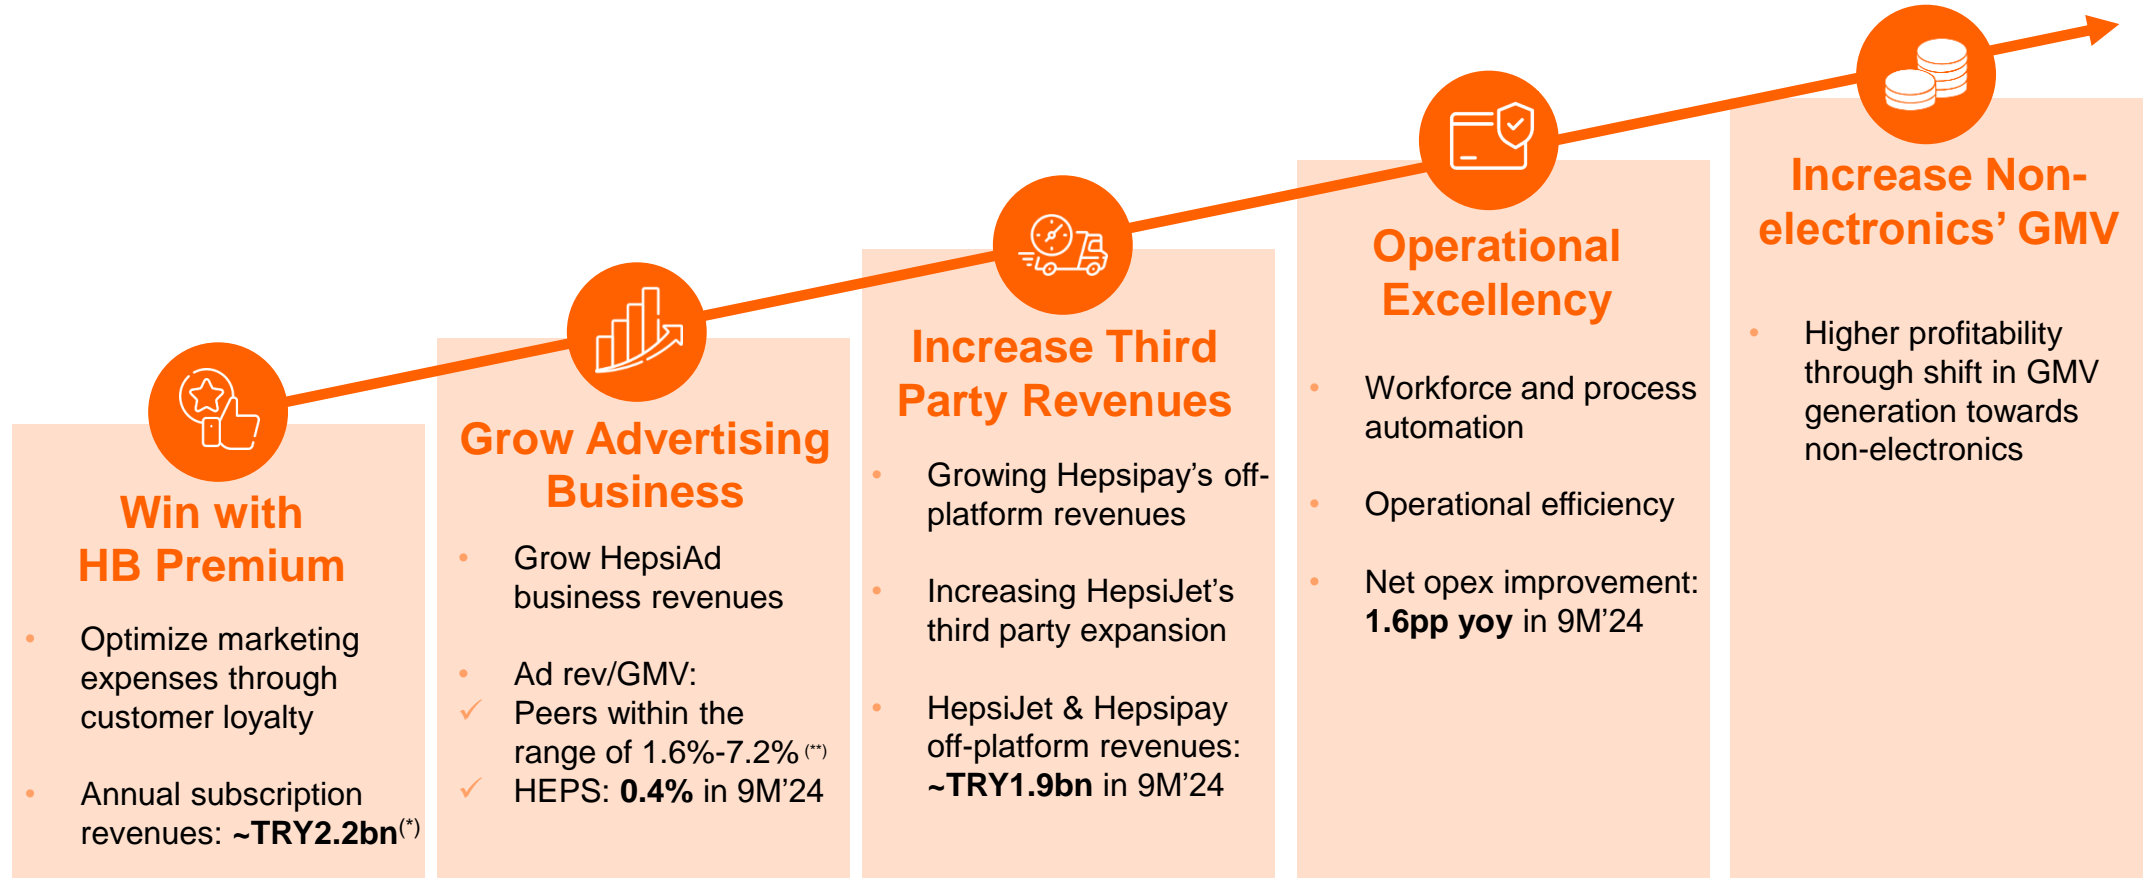 Win with
HB Premium
Optimize marketing
expenses through
customer loyalty
Annual subscription
revenues: ~TRY2.2bn(*)
Grow Advertising
Business
Grow HepsiAd
business revenues
Ad rev/GMV:
Peers within the
range of 1.6%-7.2% (**)
HEPS: 0.4% in 9M’24
Increase Third
Party Revenues
Growing Hepsipay’s off-
platform revenues
Increasing HepsiJet’s
third party expansion
HepsiJet & Hepsipay
off-platform revenues:
~TRY1.9bn in 9M’24
Operational
Excellency
Workforce and process
automation
Operational efficiency
Net opex improvement:
1.6pp yoy in 9M’24
Increase Non-
electronics’ GMV
Higher profitability
through shift in GMV
generation towards
non-electronics